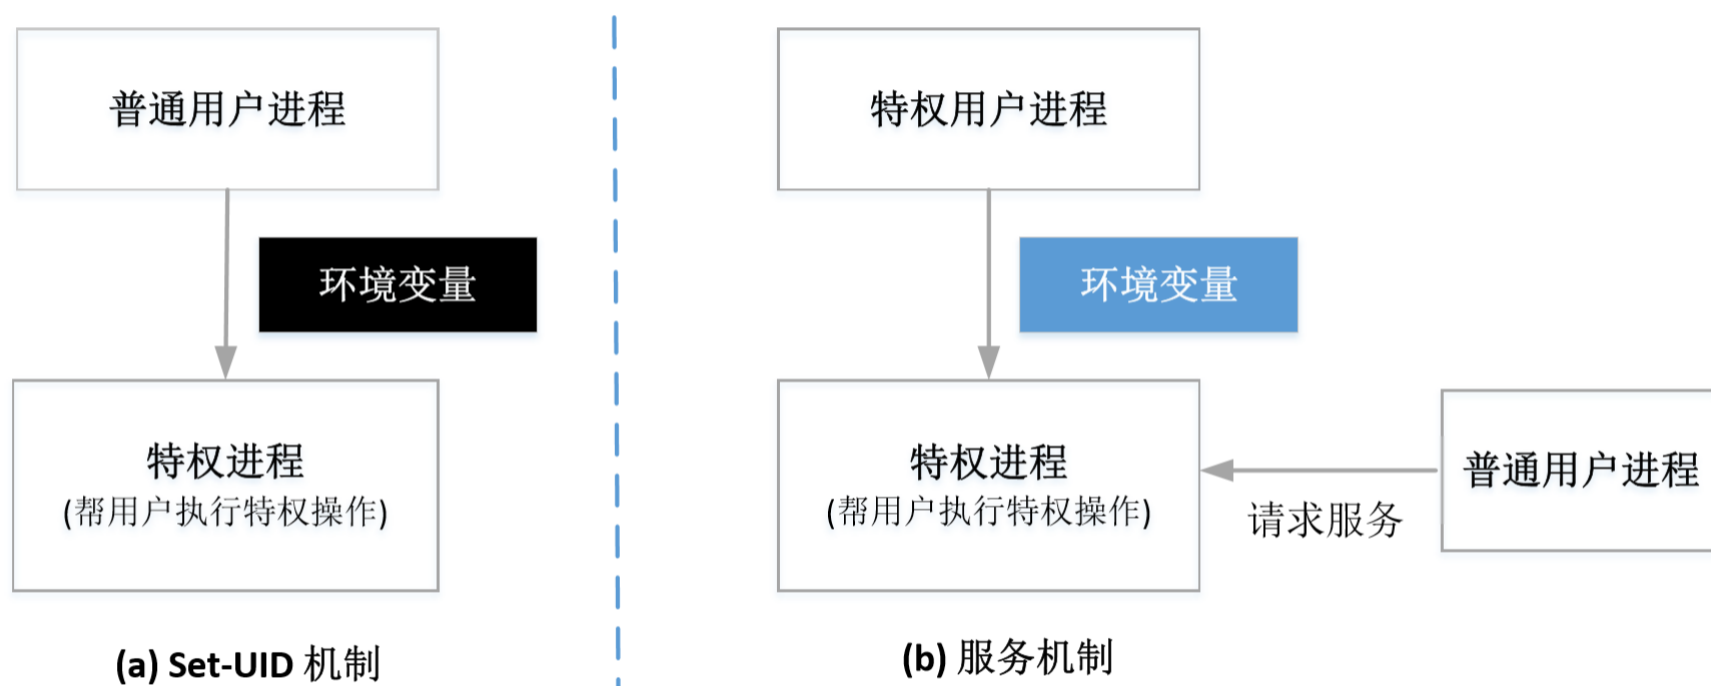 普通用户进程
环境变量
特权进程
(帮用户执行特权操作)
(a) Set-UID 机制
特权用户进程
环境变量
特权进程
(帮用户执行特权操作)
请求服务
普通用户进程
(b) 服务机制